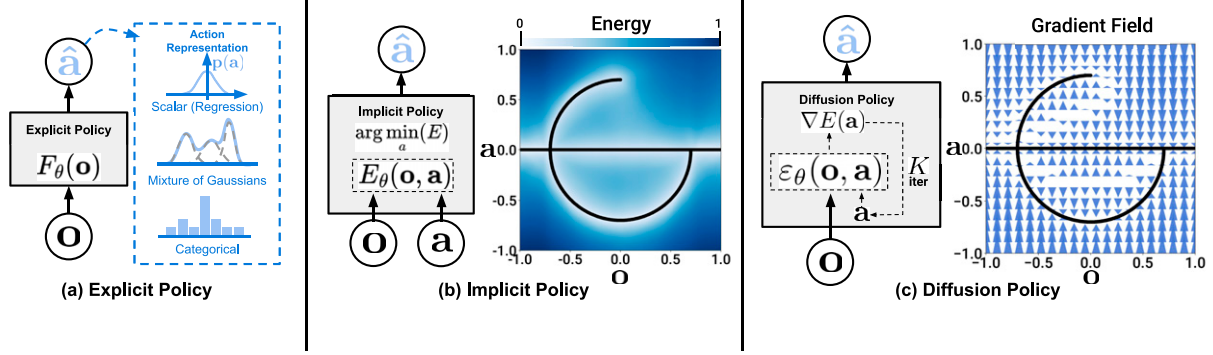 â
Action
Representation
p(a)
Scalar (Regression)
Mixture of Gaussians
Categorical
Explicit Policy
F_θ(o)
o
(a) Explicit Policy
â
Implicit Policy
arg min_a (E)
E_θ(o, a)
o
a
Energy
0 1
1.0
0.5
a 0.0
−0.5
-1.0
-1.0 -0.5 0.0 0.5 1.0
o
(b) Implicit Policy
â
Diffusion Policy
∇E(a)
ε_θ(o, a)
K
iter
a
o
Gradient Field
1.0
0.5
a 0.0
−0.5
−1.0
−1.0 −0.5 0.0 0.5 1.0
o
(c) Diffusion Policy